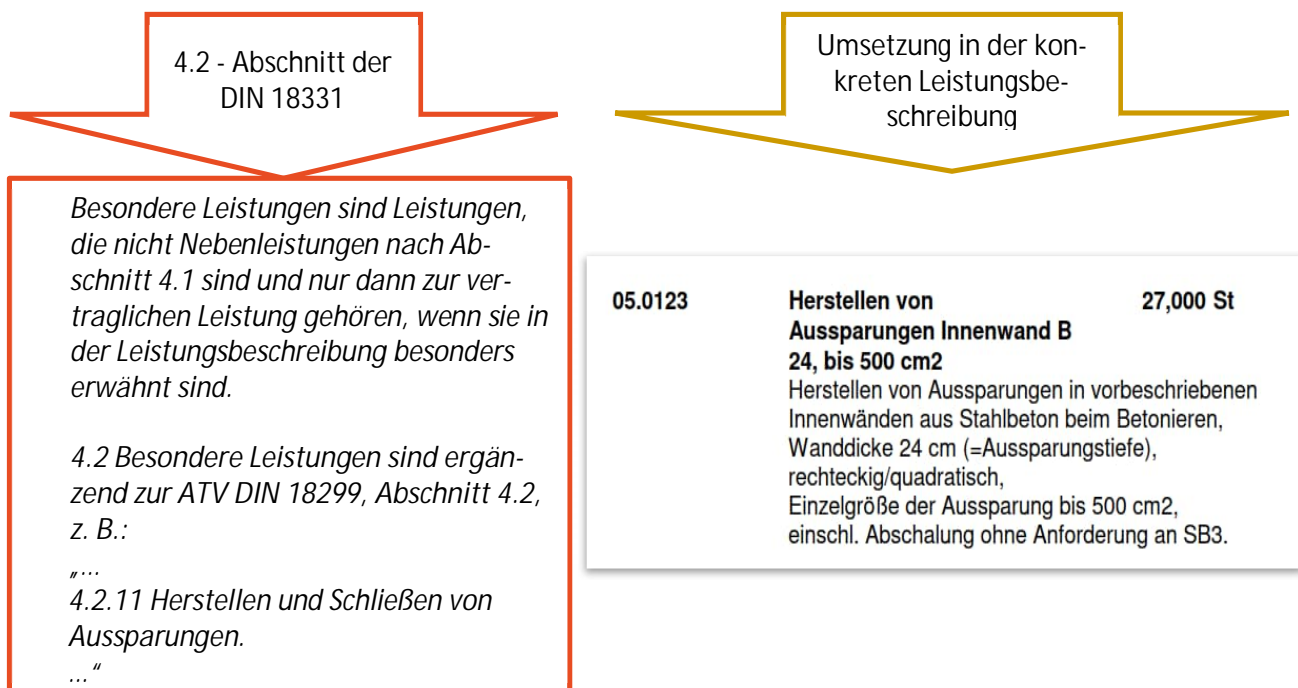 4.2 - Abschnitt der
DIN 18331
Besondere Leistungen sind Leistungen,
die nicht Nebenleistungen nach Ab-
schnitt 4.1 sind und nur dann zur ver-
traglichen Leistung gehören, wenn sie in
der Leistungsbeschreibung besonders
erwähnt sind.
4.2 Besondere Leistungen sind ergän-
zend zur ATV DIN 18299, Abschnitt 4.2,
z. B.:
„...
4.2.11 Herstellen und Schließen von
Aussparungen.
...“
Umsetzung in der kon-
kreten Leistungsbe-
schreibung
05.0123 Herstellen von 27,000 St
Aussparungen Innenwand B
24, bis 500 cm2
Herstellen von Aussparungen in vorbeschriebenen
Innenwänden aus Stahlbeton beim Betonieren,
Wanddicke 24 cm (=Aussparungstiefe),
rechteckig/quadratisch,
Einzelgröße der Aussparung bis 500 cm2,
einschl. Abschalung ohne Anforderung an SB3.